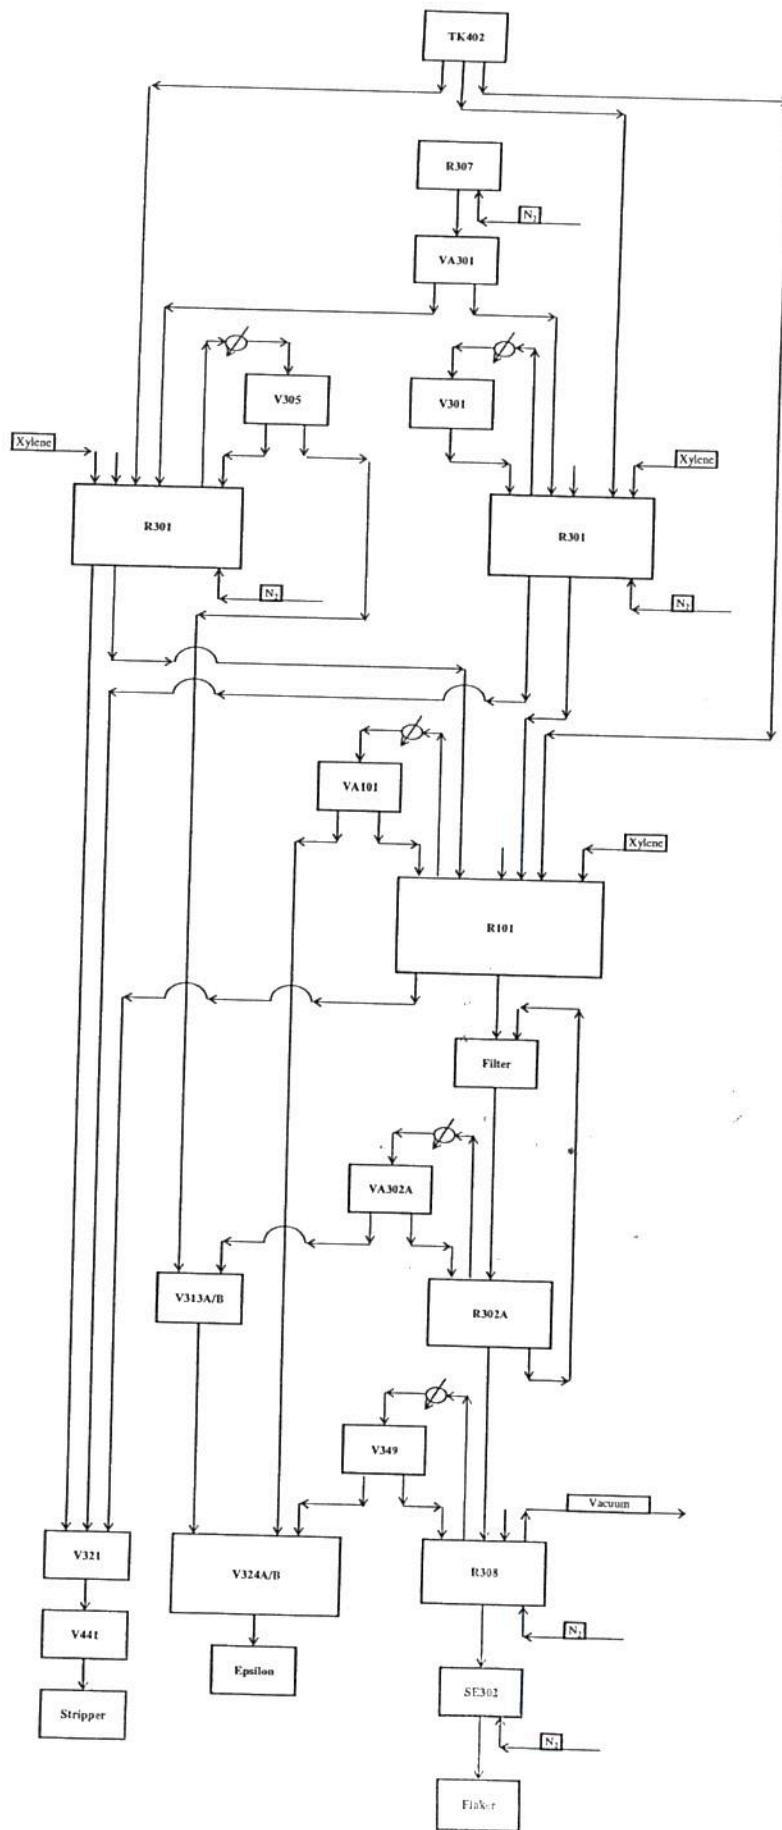 TK402
R307
N₂
VA301
V305
V301
Xylene
Xylene
R301
R301
N₂
N₂
VA101
Xylene
R101
Filter
VA302A
V313A/B
R302A
V349
Vacuum
V321
V324A/B
R308
V441
N₂
Epsilon
SE302
Stripper
N₂
Flaker